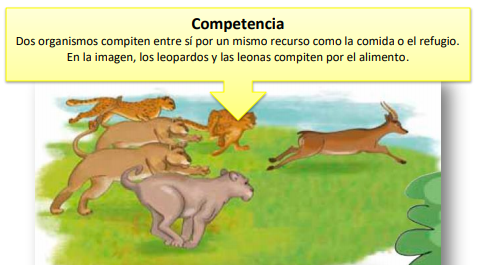 Competencia
Dos organismos compiten entre sí por un mismo recurso como la comida o el refugio.
En la imagen, los leopardos y las leonas compiten por el alimento.